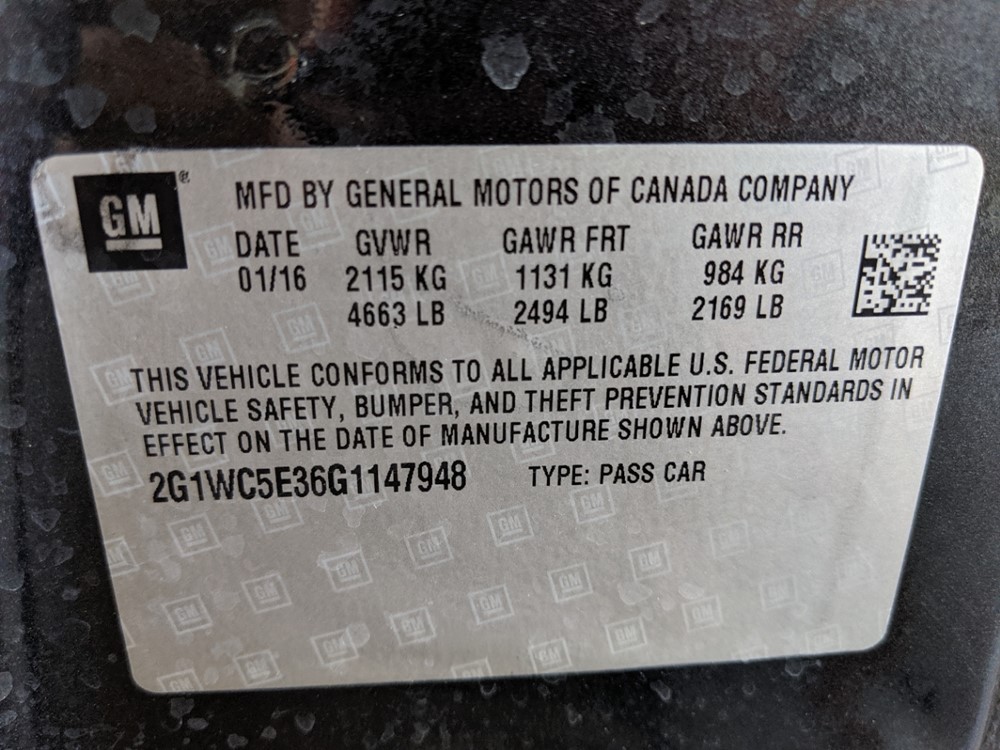 GM®
MFD BY GENERAL MOTORS OF CANADA COMPANY
DATE GVWR GAWR FRT GAWR RR
01/16 2115 KG 1131 KG 984 KG
4663 LB 2494 LB 2169 LB
THIS VEHICLE CONFORMS TO ALL APPLICABLE U.S. FEDERAL MOTOR
VEHICLE SAFETY, BUMPER, AND THEFT PREVENTION STANDARDS IN
EFFECT ON THE DATE OF MANUFACTURE SHOWN ABOVE.
2G1WC5E36G1147948 TYPE: PASS CAR